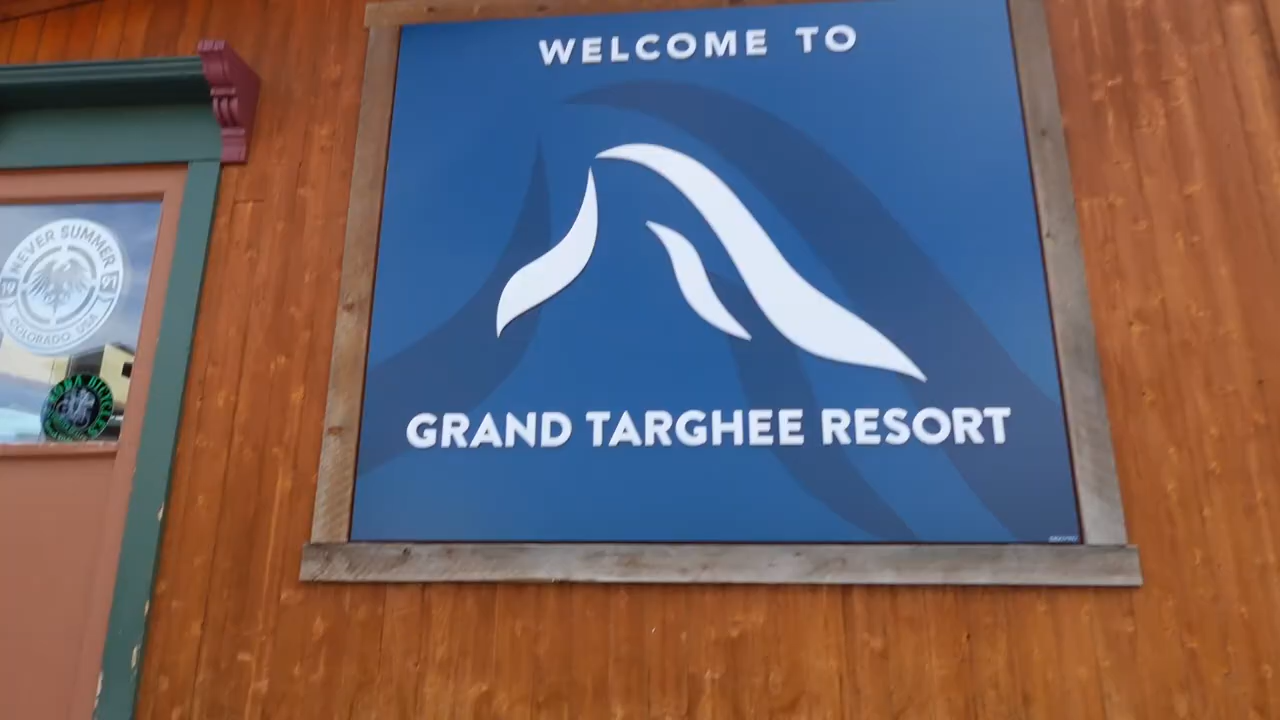 WELCOME TO
GRAND TARGHEE RESORT
NEVER SUMMER
COLORADO, USA